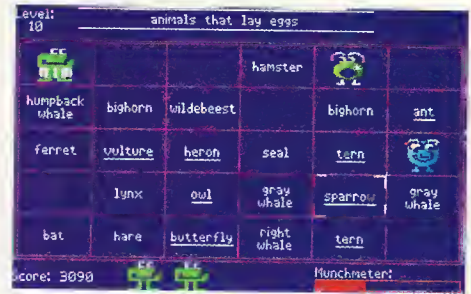 Level:
10
animals that lay eggs
hamster
humpback whale bighorn wildebeest bighorn ant
ferret vulture heron seal tern
lynx owl gray whale sparrow gray whale
bat hare butterfly right whale tern
Score: 3090
Munchmeter: